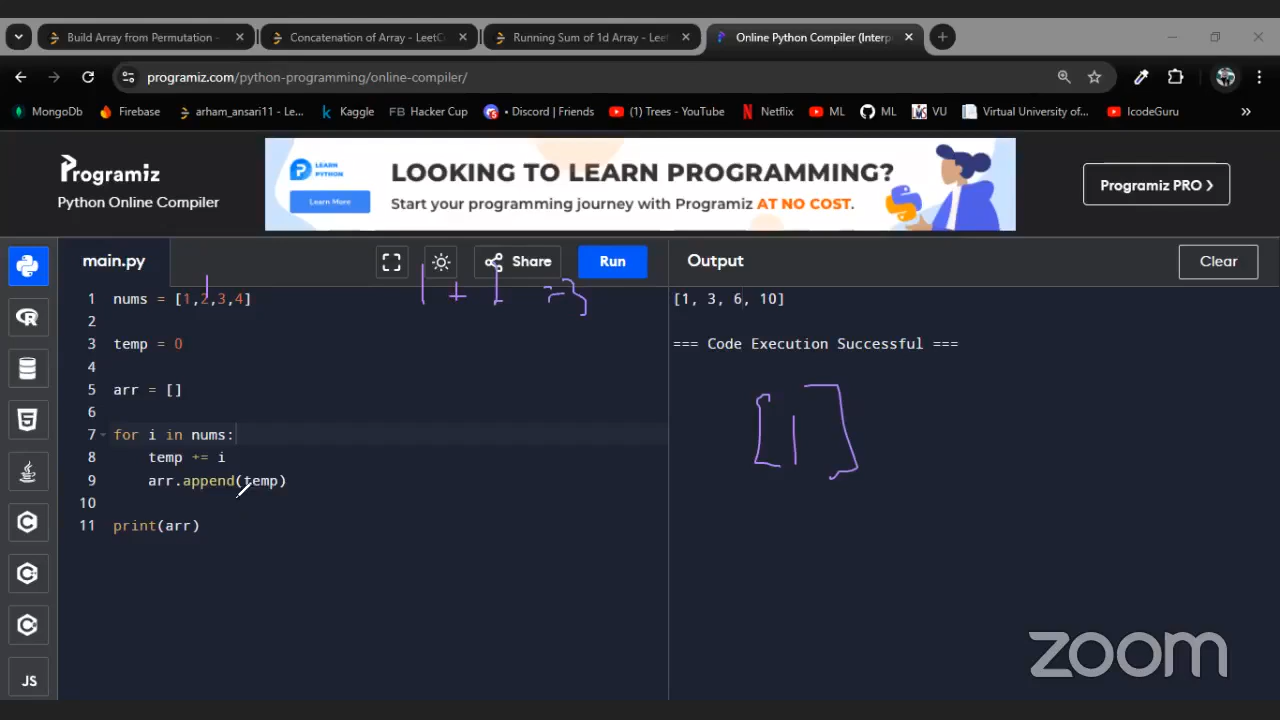 Build Array from Permutation -
Concatenation of Array - LeetC
Running Sum of 1d Array - Leet
Online Python Compiler (Interp
programiz.com/python-programming/online-compiler/
MongoDb
Firebase
arham_ansari11 - Le...
Kaggle
FB Hacker Cup
• Discord | Friends
(1) Trees - YouTube
Netflix
ML
ML
VU
Virtual University of...
IcodeGuru
Programiz
Python Online Compiler
LEARN PYTHON
Learn More
LOOKING TO LEARN PROGRAMMING?
Start your programming journey with Programiz AT NO COST.
Programiz PRO
main.py
Share
Run
Output
Clear
1 nums = [1,2,3,4]
2
3 temp = 0
4
5 arr = []
6
7 for i in nums:
8 temp += i
9 arr.append(temp)
10
11 print(arr)
[1, 3, 6, 10]
=== Code Execution Successful ===
[1]
JS
zoom